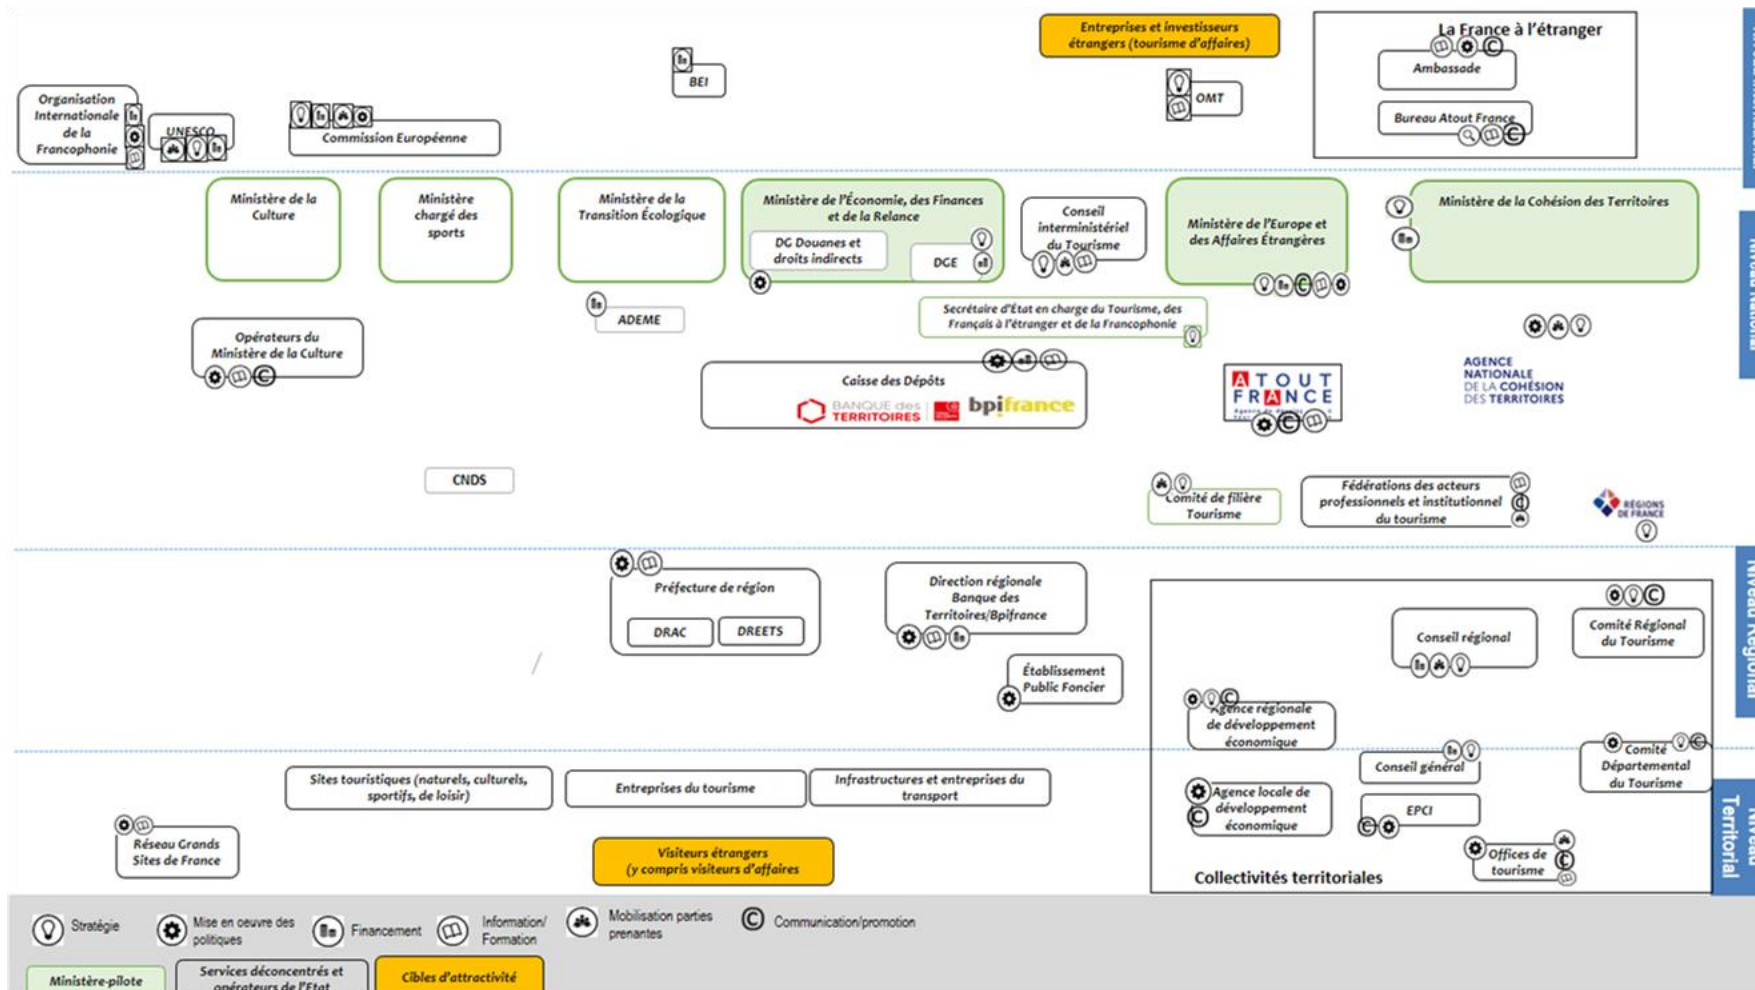 Entreprises et investisseurs
étrangers (tourisme d'affaires)
La France à l'étranger
Ambassade
Bureau Atout France
BEI
OMT
Organisation
Internationale
de la
Francophonie
UNESCO
Commission Européenne
Ministère de la
Culture
Ministère
chargé des
sports
Ministère de la
Transition Écologique
Ministère de l'Économie, des Finances
et de la Relance
DG Douanes et
droits indirects
DGE
Conseil
interministériel
du Tourisme
Ministère de l'Europe et
des Affaires Étrangères
Ministère de la Cohésion des Territoires
Niveau national
ADEME
Secrétaire d'État en charge du Tourisme, des
Français à l'étranger et de la Francophonie
Opérateurs du
Ministère de la Culture
Caisse des Dépôts
BANQUE des
TERRITOIRES
bpifrance
ATOUT
FRANCE
AGENCE
NATIONALE
DE LA COHÉSION
DES TERRITOIRES
CNDS
Comité de filière
Tourisme
Fédérations des acteurs
professionnels et institutionnel
du tourisme
RÉGIONS
DE FRANCE
Préfecture de région
DRAC
DREETS
Direction régionale
Banque des
Territoires/Bpifrance
Établissement
Public Foncier
/
Conseil régional
Comité Régional
du Tourisme
Niveau Régional
Agence régionale
de développement
économique
Sites touristiques (naturels, culturels,
sportifs, de loisir)
Entreprises du tourisme
Infrastructures et entreprises du
transport
Conseil général
Comité
Départemental
du Tourisme
Agence locale de
développement
économique
EPCI
Offices de
tourisme
Collectivités territoriales
Niveau
Territorial
Réseau Grands
Sites de France
Visiteurs étrangers
(y compris visiteurs d'affaires
Stratégie
Mise en oeuvre des
politiques
Financement
Information/
Formation
Mobilisation parties
prenantes
C Communication/promotion
Ministère-pilote
Services déconcentrés et
opérateurs de l'Etat
Cibles d'attractivité